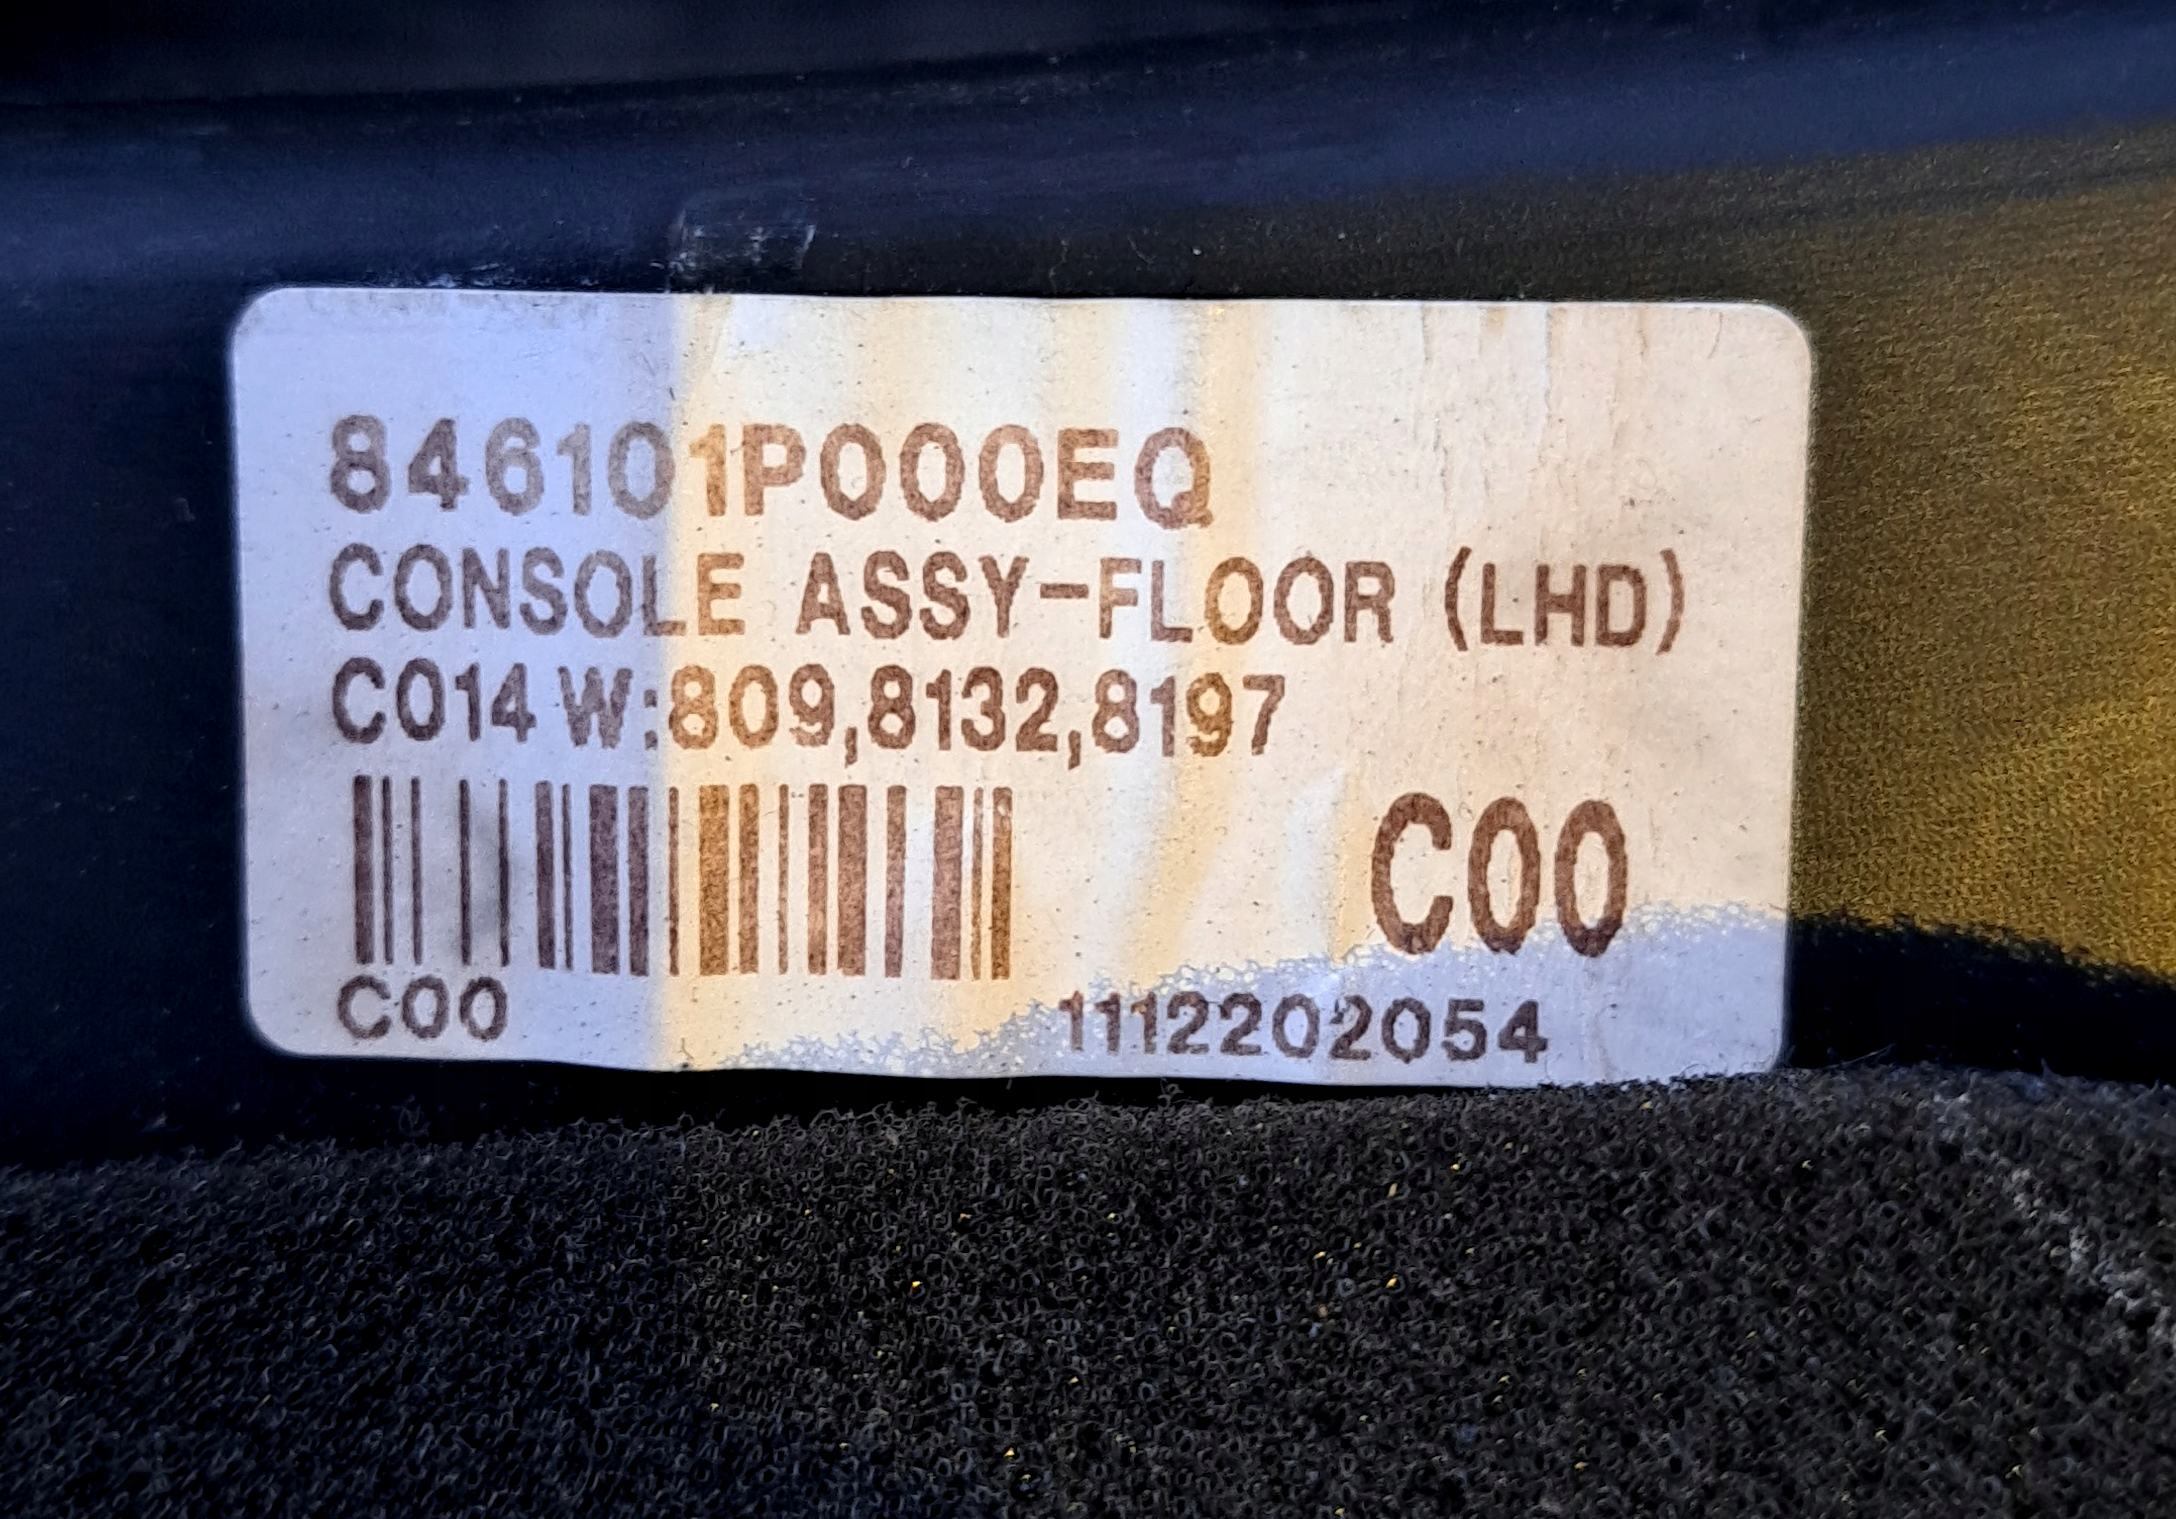 846101P000EQ
CONSOLE ASSY-FLOOR (LHD)
C014 W:809,8132,8197
C00
C00
1112202054